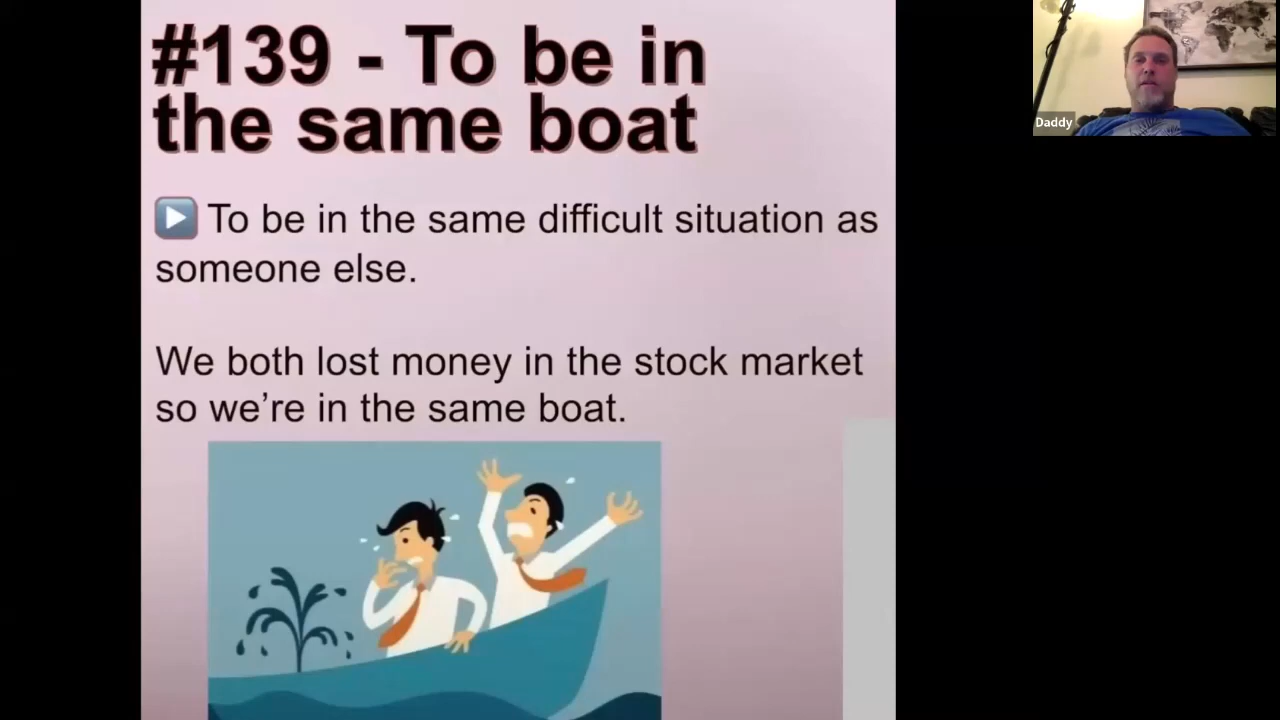 #139 - To be in
the same boat
To be in the same difficult situation as
someone else.
We both lost money in the stock market
so we’re in the same boat.
Daddy